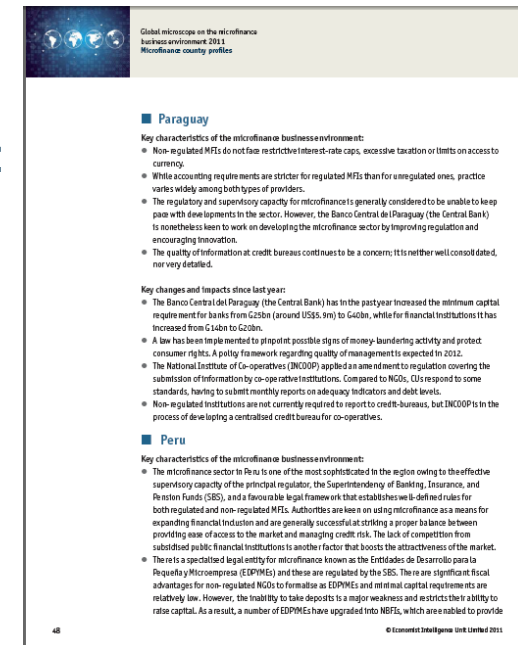 Global microscope on the microfinance
business environment 2011
Microfinance country profiles
Paraguay
Key characteristics of the microfinance business environment:
Non-regulated MFIs do not face restrictive interest-rate caps, excessive taxation or limits on access to
currency.
While accounting requirements are stricter for regulated MFIs than for unregulated ones, practice
varies widely among both types of providers.
The regulatory and supervisory capacity for microfinance is generally considered to be unable to keep
pace with developments in the sector. However, the Banco Central del Paraguay (the Central Bank)
is nonetheless keen to work on developing the microfinance sector by improving regulation and
encouraging innovation.
The quality of information at credit bureaus continues to be a concern; it is neither well consolidated,
nor very detailed.
Key changes and impacts since last year:
The Banco Central del Paraguay (the Central Bank) has in the past year increased the minimum capital
requirement for banks from G25bn (around US$5.9m) to G40bn, while for financial institutions it has
increased from G14bn to G20bn.
A law has been implemented to pinpoint possible signs of money-laundering activity and protect
consumer rights. A policy framework regarding quality of management is expected in 2012.
The National Institute of Co-operatives (INCOOP) applied an amendment to regulation covering the
submission of information by co-operative institutions. Compared to NGOs, CUs respond to some
standards, having to submit monthly reports on adequacy indicators and debt levels.
Non-regulated institutions are not currently required to report to credit-bureaus, but INCOOP is in the
process of developing a centralised credit bureau for co-operatives.
Peru
Key characteristics of the microfinance business environment:
The microfinance sector in Peru is one of the most sophisticated in the region owing to the effective
supervisory capacity of the principal regulator, the Superintendency of Banking, Insurance, and
Pension Funds (SBS), and a favourable legal framework that establishes well-defined rules for
both regulated and non-regulated MFIs. Authorities are keen on using microfinance as a means for
expanding financial inclusion and are generally successful at striking a proper balance between
providing ease of access to the market and managing credit risk. The lack of competition from
subsidised public financial institutions is another factor that boosts the attractiveness of the market.
There is a specialised legal entity for microfinance known as the Entidades de Desarrollo para la
Pequeña y Microempresa (EDPYMEs) and these are regulated by the SBS. There are significant fiscal
advantages for non-regulated NGOs to formalise as EDPYMEs and minimal capital requirements are
relatively low. However, the inability to take deposits is a major weakness and restricts their ability to
raise capital. As a result, a number of EDPYMEs have upgraded into NBFIs, which are enabled to provide
48
© Economist Intelligence Unit Limited 2011